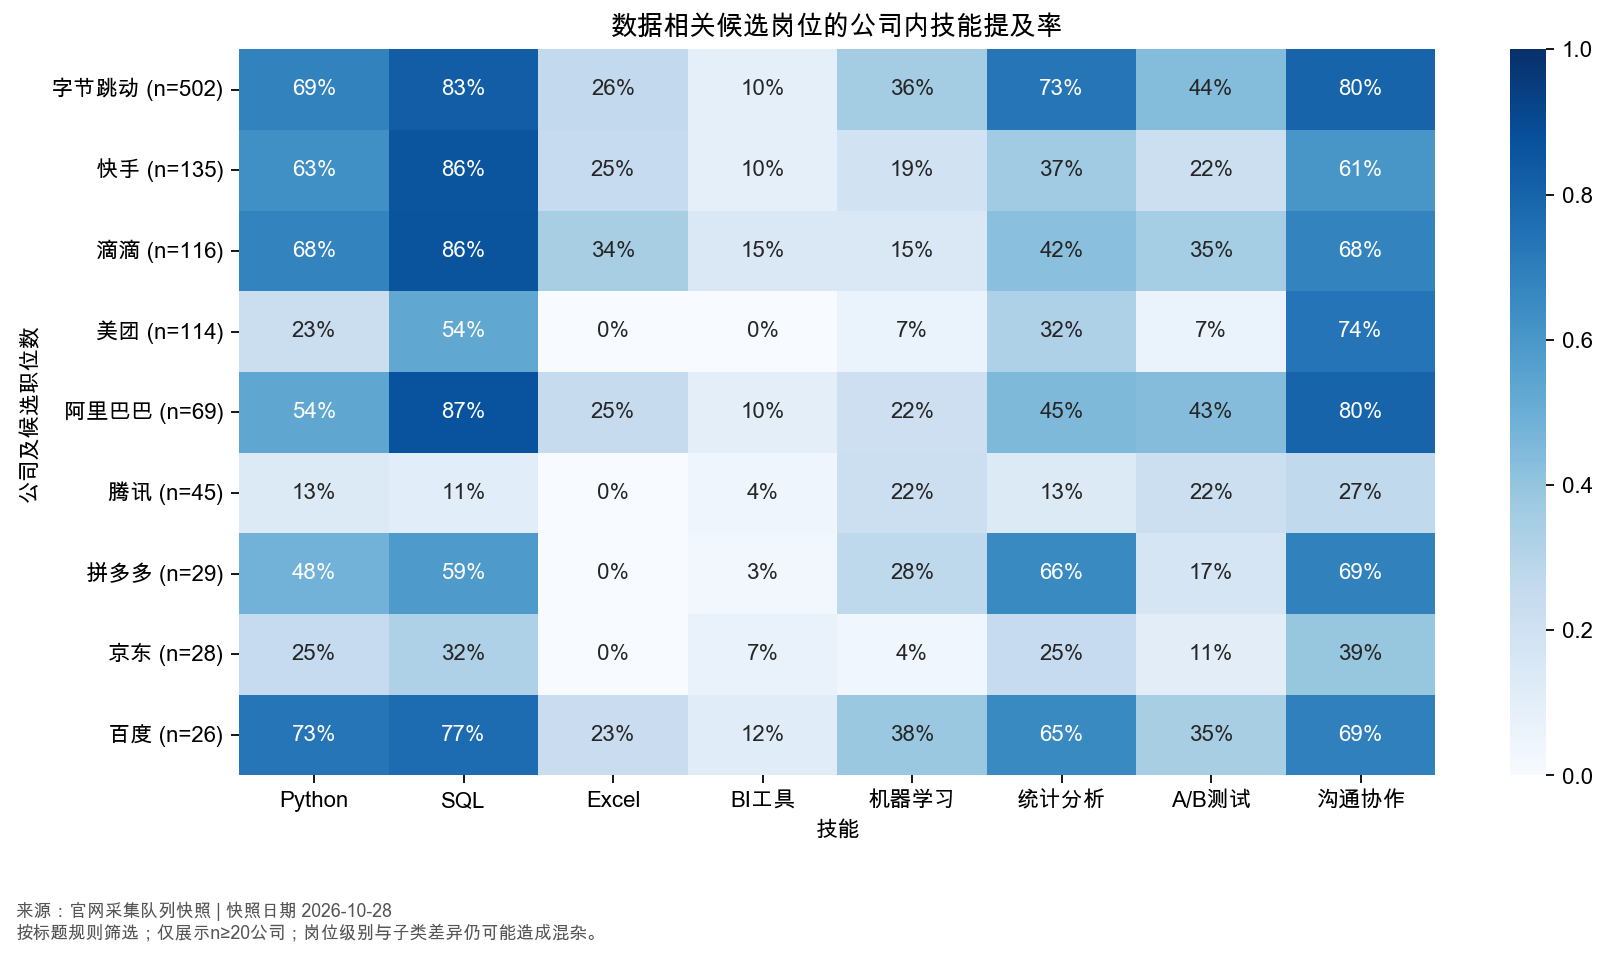 数据相关候选岗位的公司内技能提及率
公司及候选职位数
字节跳动 (n=502) 69% 83% 26% 10% 36% 73% 44% 80%
快手 (n=135) 63% 86% 25% 10% 19% 37% 22% 61%
滴滴 (n=116) 68% 86% 34% 15% 15% 42% 35% 68%
美团 (n=114) 23% 54% 0% 0% 7% 32% 7% 74%
阿里巴巴 (n=69) 54% 87% 25% 10% 22% 45% 43% 80%
腾讯 (n=45) 13% 11% 0% 4% 22% 13% 22% 27%
拼多多 (n=29) 48% 59% 0% 3% 28% 66% 17% 69%
京东 (n=28) 25% 32% 0% 7% 4% 25% 11% 39%
百度 (n=26) 73% 77% 23% 12% 38% 65% 35% 69%
Python SQL Excel BI工具 机器学习 统计分析 A/B测试 沟通协作
技能
1.0
0.8
0.6
0.4
0.2
0.0
来源：官网采集队列快照 | 快照日期 2026-10-28
按标题规则筛选；仅展示n≥20公司；岗位级别与子类差异仍可能造成混杂。